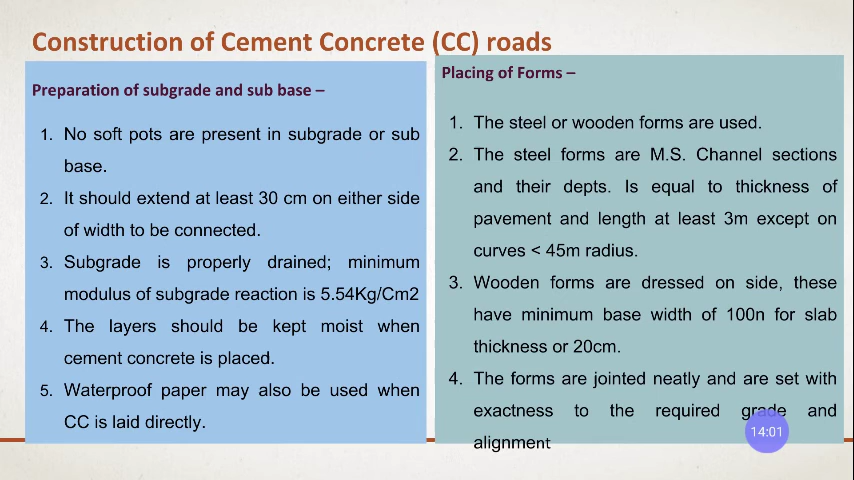 Construction of Cement Concrete (CC) roads
Preparation of subgrade and sub base –
1. No soft pots are present in subgrade or sub
base.
2. It should extend at least 30 cm on either side
of width to be connected.
3. Subgrade is properly drained; minimum
modulus of subgrade reaction is 5.54Kg/Cm2
4. The layers should be kept moist when
cement concrete is placed.
5. Waterproof paper may also be used when
CC is laid directly.
Placing of Forms –
1. The steel or wooden forms are used.
2. The steel forms are M.S. Channel sections
and their depts. Is equal to thickness of
pavement and length at least 3m except on
curves < 45m radius.
3. Wooden forms are dressed on side, these
have minimum base width of 100n for slab
thickness or 20cm.
4. The forms are jointed neatly and are set with
exactness to the required grade and
alignment
14:01